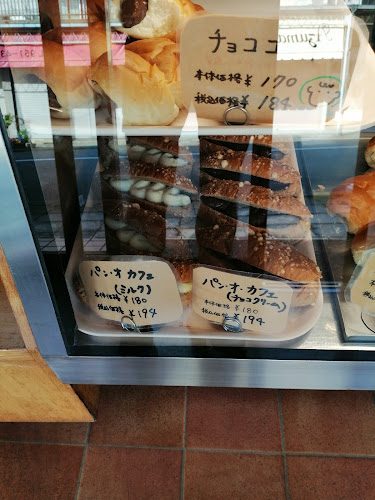 チョココ
本体価格 ¥170
税込価格 ¥184
パン・オ カフェ
(ミルク)
本体価格 ¥180
税込価格 ¥194
パン・オ・カフェ
(チョコクリーム)
本体価格 ¥180
税込価格 ¥194